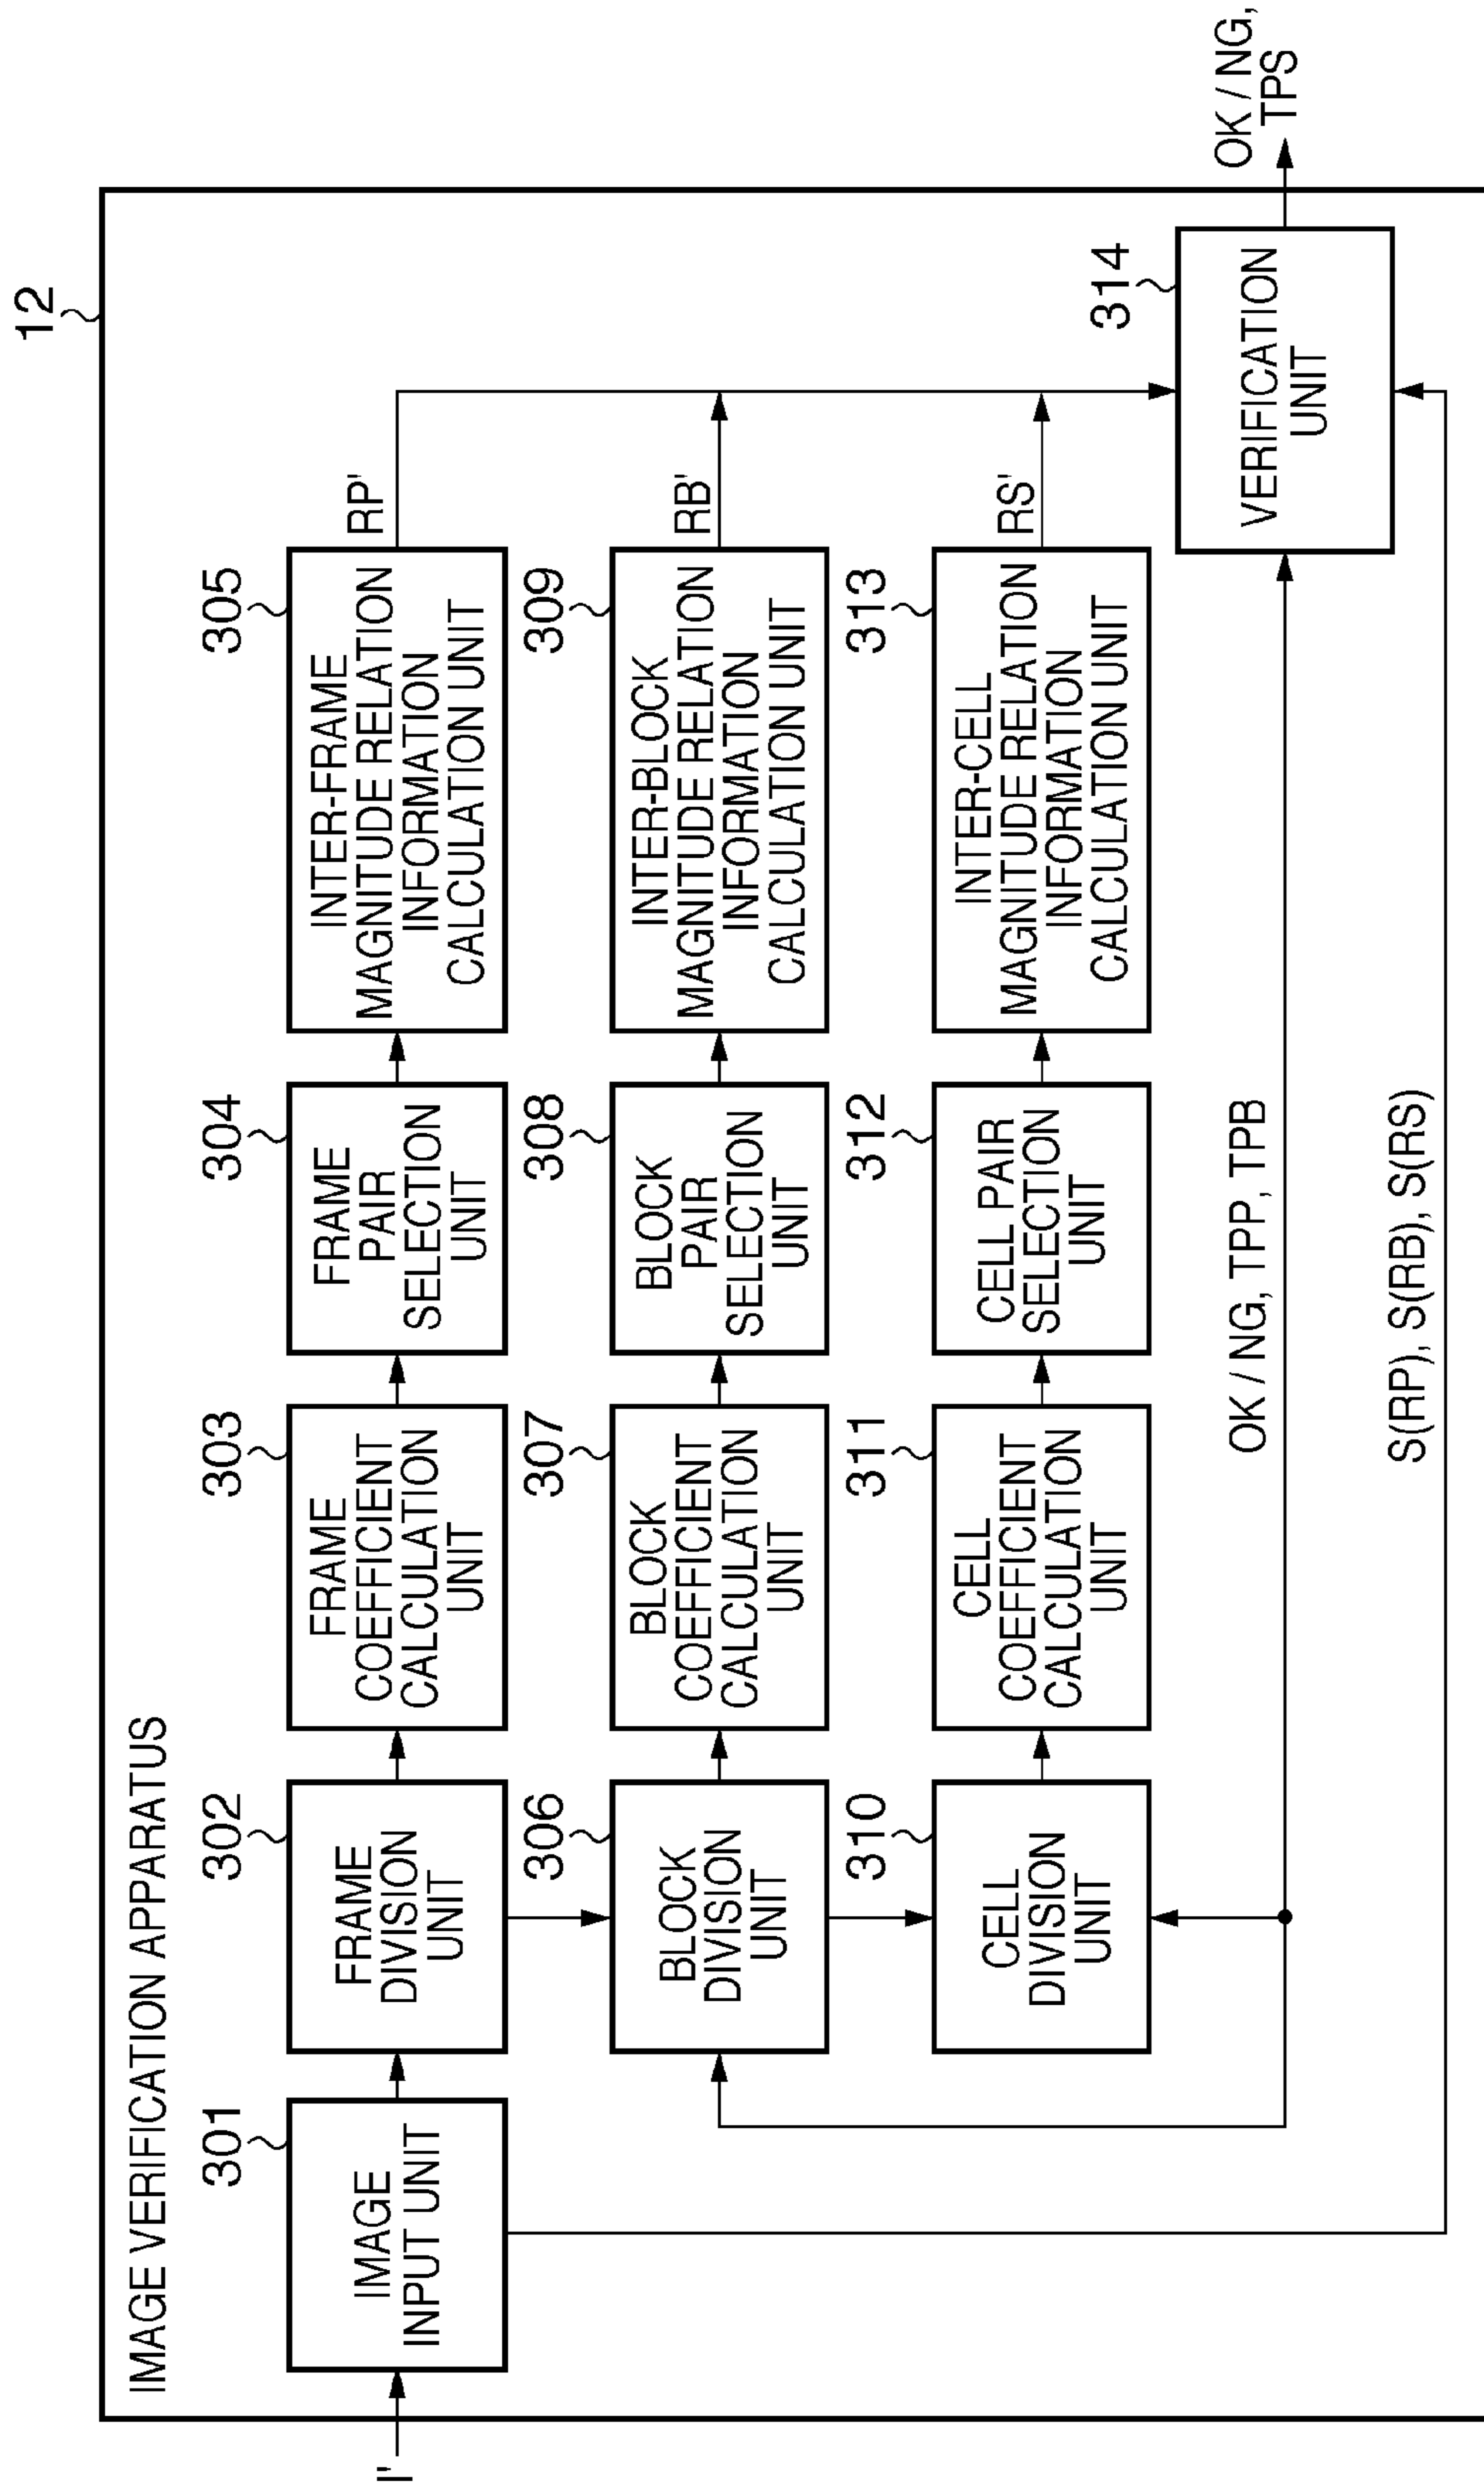 12
IMAGE VERIFICATION APPARATUS
I'
301
IMAGE
INPUT UNIT
302
FRAME
DIVISION
UNIT
303
FRAME
COEFFICIENT
CALCULATION
UNIT
304
FRAME
PAIR
SELECTION
UNIT
305
INTER-FRAME
MAGNITUDE RELATION
INFORMATION
CALCULATION UNIT
RP'
306
BLOCK
DIVISION
UNIT
307
BLOCK
COEFFICIENT
CALCULATION
UNIT
308
BLOCK
PAIR
SELECTION
UNIT
309
INTER-BLOCK
MAGNITUDE RELATION
INFORMATION
CALCULATION UNIT
RB'
310
CELL
DIVISION
UNIT
311
CELL
COEFFICIENT
CALCULATION
UNIT
312
CELL PAIR
SELECTION
UNIT
313
INTER-CELL
MAGNITUDE RELATION
INFORMATION
CALCULATION UNIT
RS'
314
VERIFICATION
UNIT
OK / NG,
TPS
OK / NG, TPP, TPB
S(RP), S(RB), S(RS)